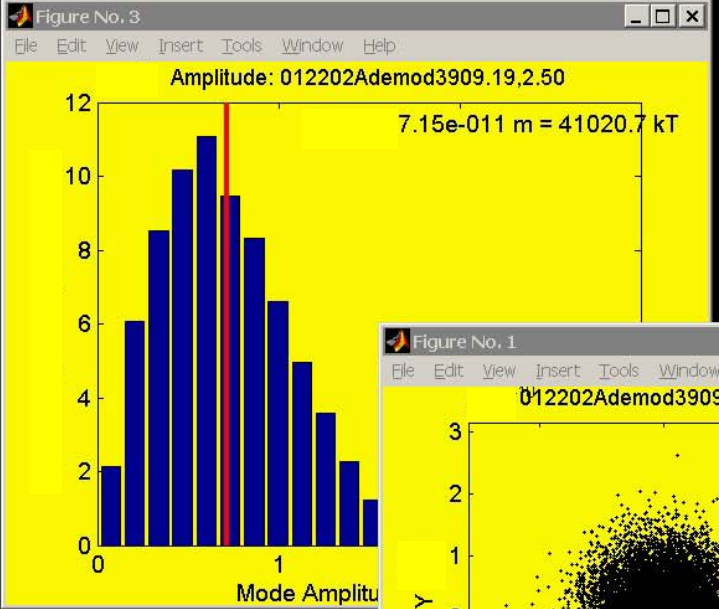 Figure No. 3
File Edit View Insert Tools Window Help
Amplitude: 012202Ademod3909.19,2.50
7.15e-011 m = 41020.7 kT
12
10
8
6
4
2
0
0 1
Mode Amplitu
Figure No. 1
File Edit View Insert Tools Window
012202Ademod3909
3
2
1
Y